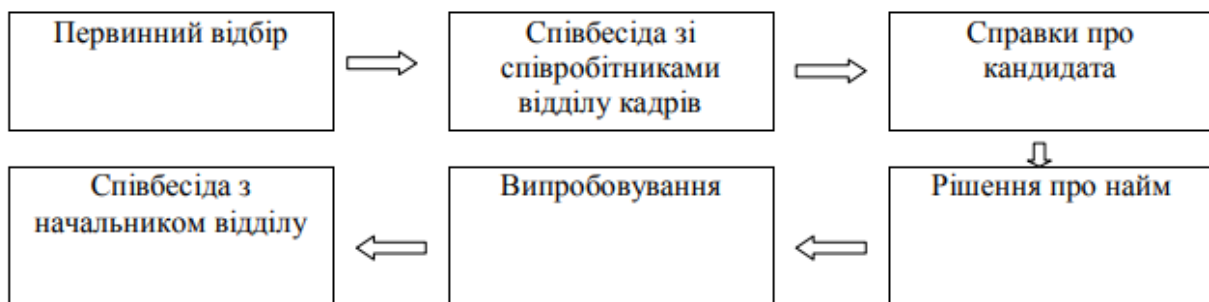 Первинний відбір
Співбесіда зі
співробітниками
відділу кадрів
Справки про
кандидата
Співбесіда з
начальником відділу
Випробовування
Рішення про найм